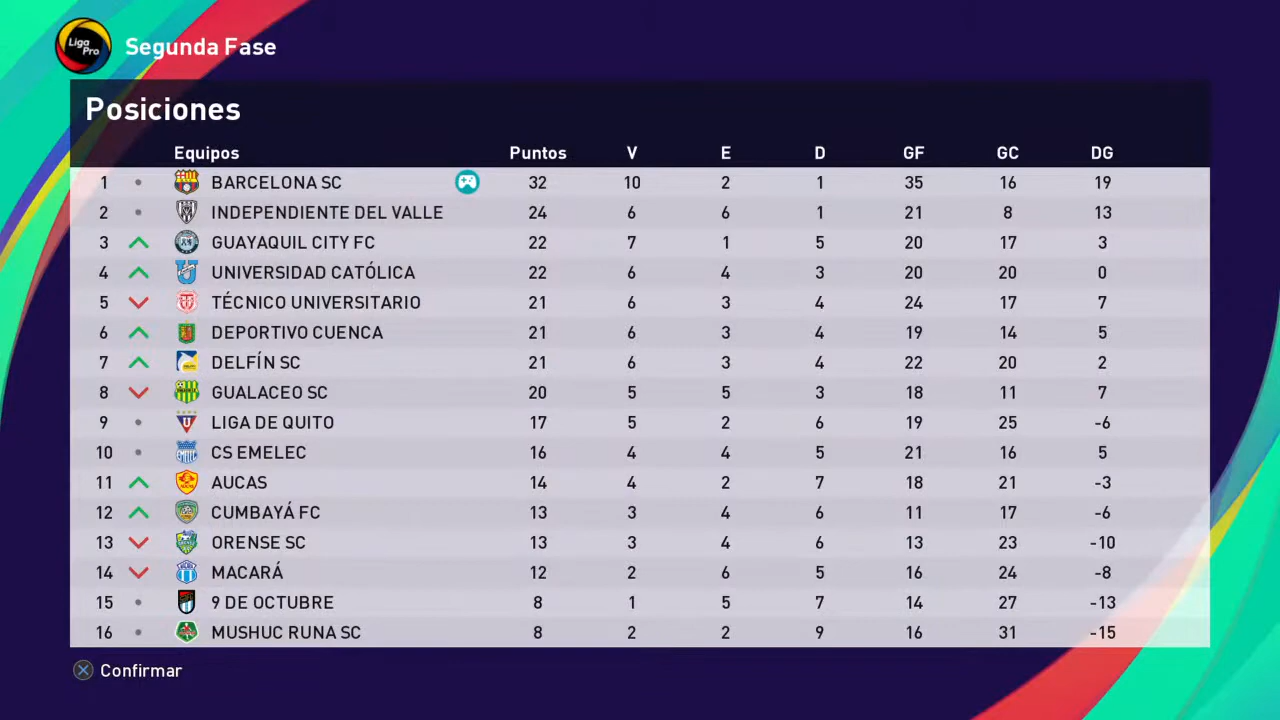 Liga Pro
Segunda Fase
Posiciones
Equipos Puntos V E D GF GC DG
1 BARCELONA SC 32 10 2 1 35 16 19
2 INDEPENDIENTE DEL VALLE 24 6 6 1 21 8 13
3 GUAYAQUIL CITY FC 22 7 1 5 20 17 3
4 UNIVERSIDAD CATÓLICA 22 6 4 3 20 20 0
5 TÉCNICO UNIVERSITARIO 21 6 3 4 24 17 7
6 DEPORTIVO CUENCA 21 6 3 4 19 14 5
7 DELFÍN SC 21 6 3 4 22 20 2
8 GUALACEO SC 20 5 5 3 18 11 7
9 LIGA DE QUITO 17 5 2 6 19 25 -6
10 CS EMELEC 16 4 4 5 21 16 5
11 AUCAS 14 4 2 7 18 21 -3
12 CUMBAYÁ FC 13 3 4 6 11 17 -6
13 ORENSE SC 13 3 4 6 13 23 -10
14 MACARÁ 12 2 6 5 16 24 -8
15 9 DE OCTUBRE 8 1 5 7 14 27 -13
16 MUSHUC RUNA SC 8 2 2 9 16 31 -15
Confirmar